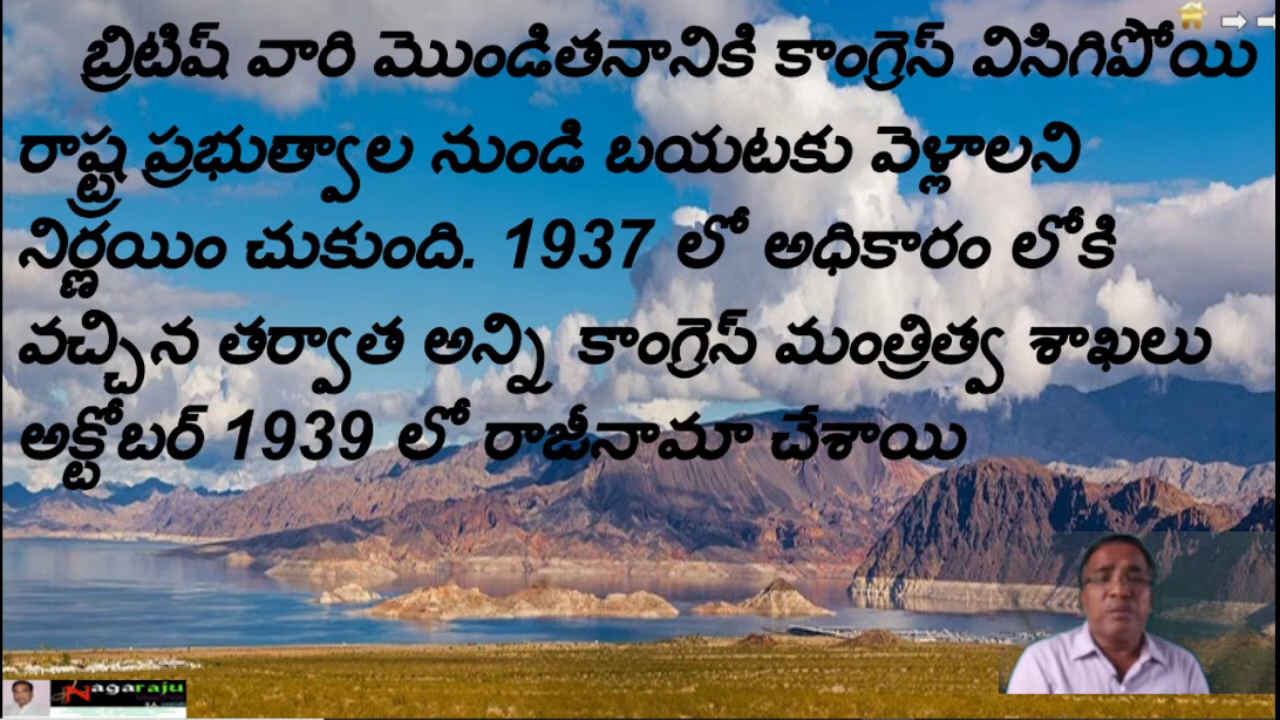 బ్రిటిష్ వారి మొండితనానికి కాంగ్రెస్ విసిగిపోయి
రాష్ట్ర ప్రభుత్వాల నుండి బయటకు వెళ్లాలని
నిర్ణయిం చుకుంది. 1937 లో అధికారం లోకి
వచ్చిన తర్వాత అన్ని కాంగ్రెస్ మంత్రిత్వ శాఖలు
అక్టోబర్ 1939 లో రాజీనామా చేశాయి
Nagaraju